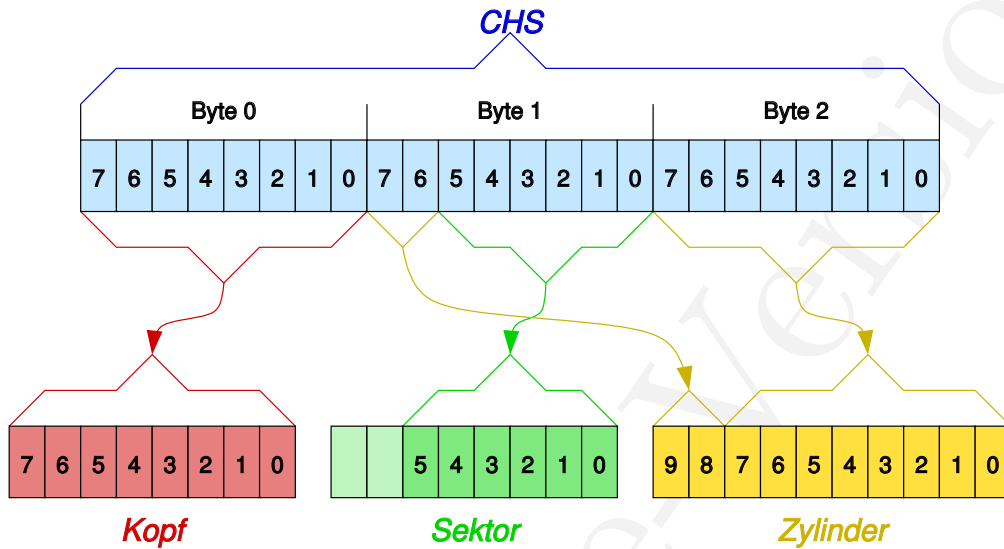 CHS
Byte 0 Byte 1 Byte 2
7 6 5 4 3 2 1 0 7 6 5 4 3 2 1 0 7 6 5 4 3 2 1 0
7 6 5 4 3 2 1 0 5 4 3 2 1 0 9 8 7 6 5 4 3 2 1 0
Kopf Sektor Zylinder